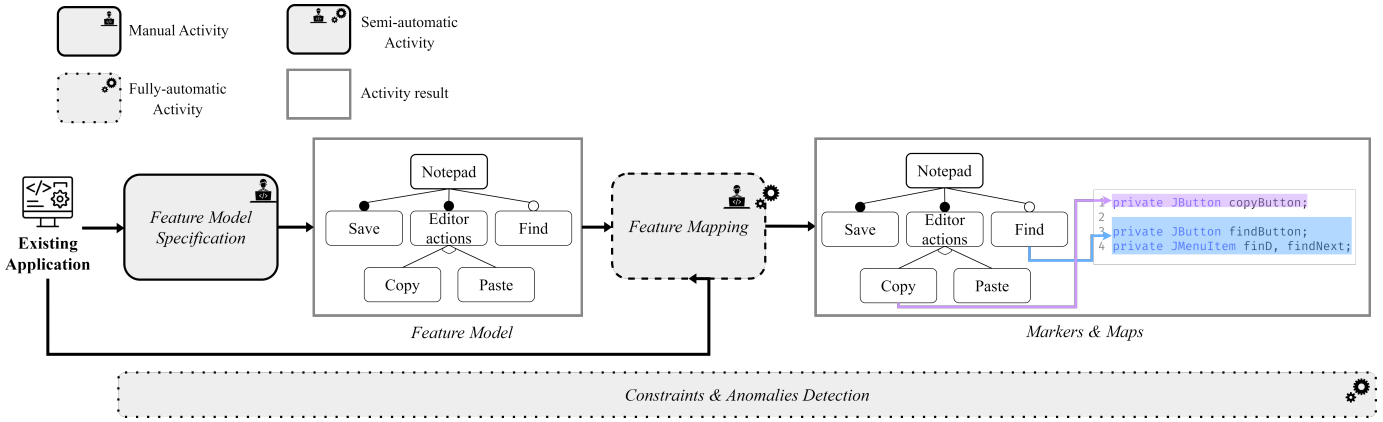 Manual Activity
Semi-automatic
Activity
Fully-automatic
Activity
Activity result
Existing
Application
Feature Model
Specification
Notepad
Save
Editor
actions
Find
Copy
Paste
Feature Model
Feature Mapping
Notepad
Save
Editor
actions
Find
Copy
Paste
1 private JButton copyButton;
2
3 private JButton findButton;
4 private JMenuItem finD, findNext;
Markers & Maps
Constraints & Anomalies Detection